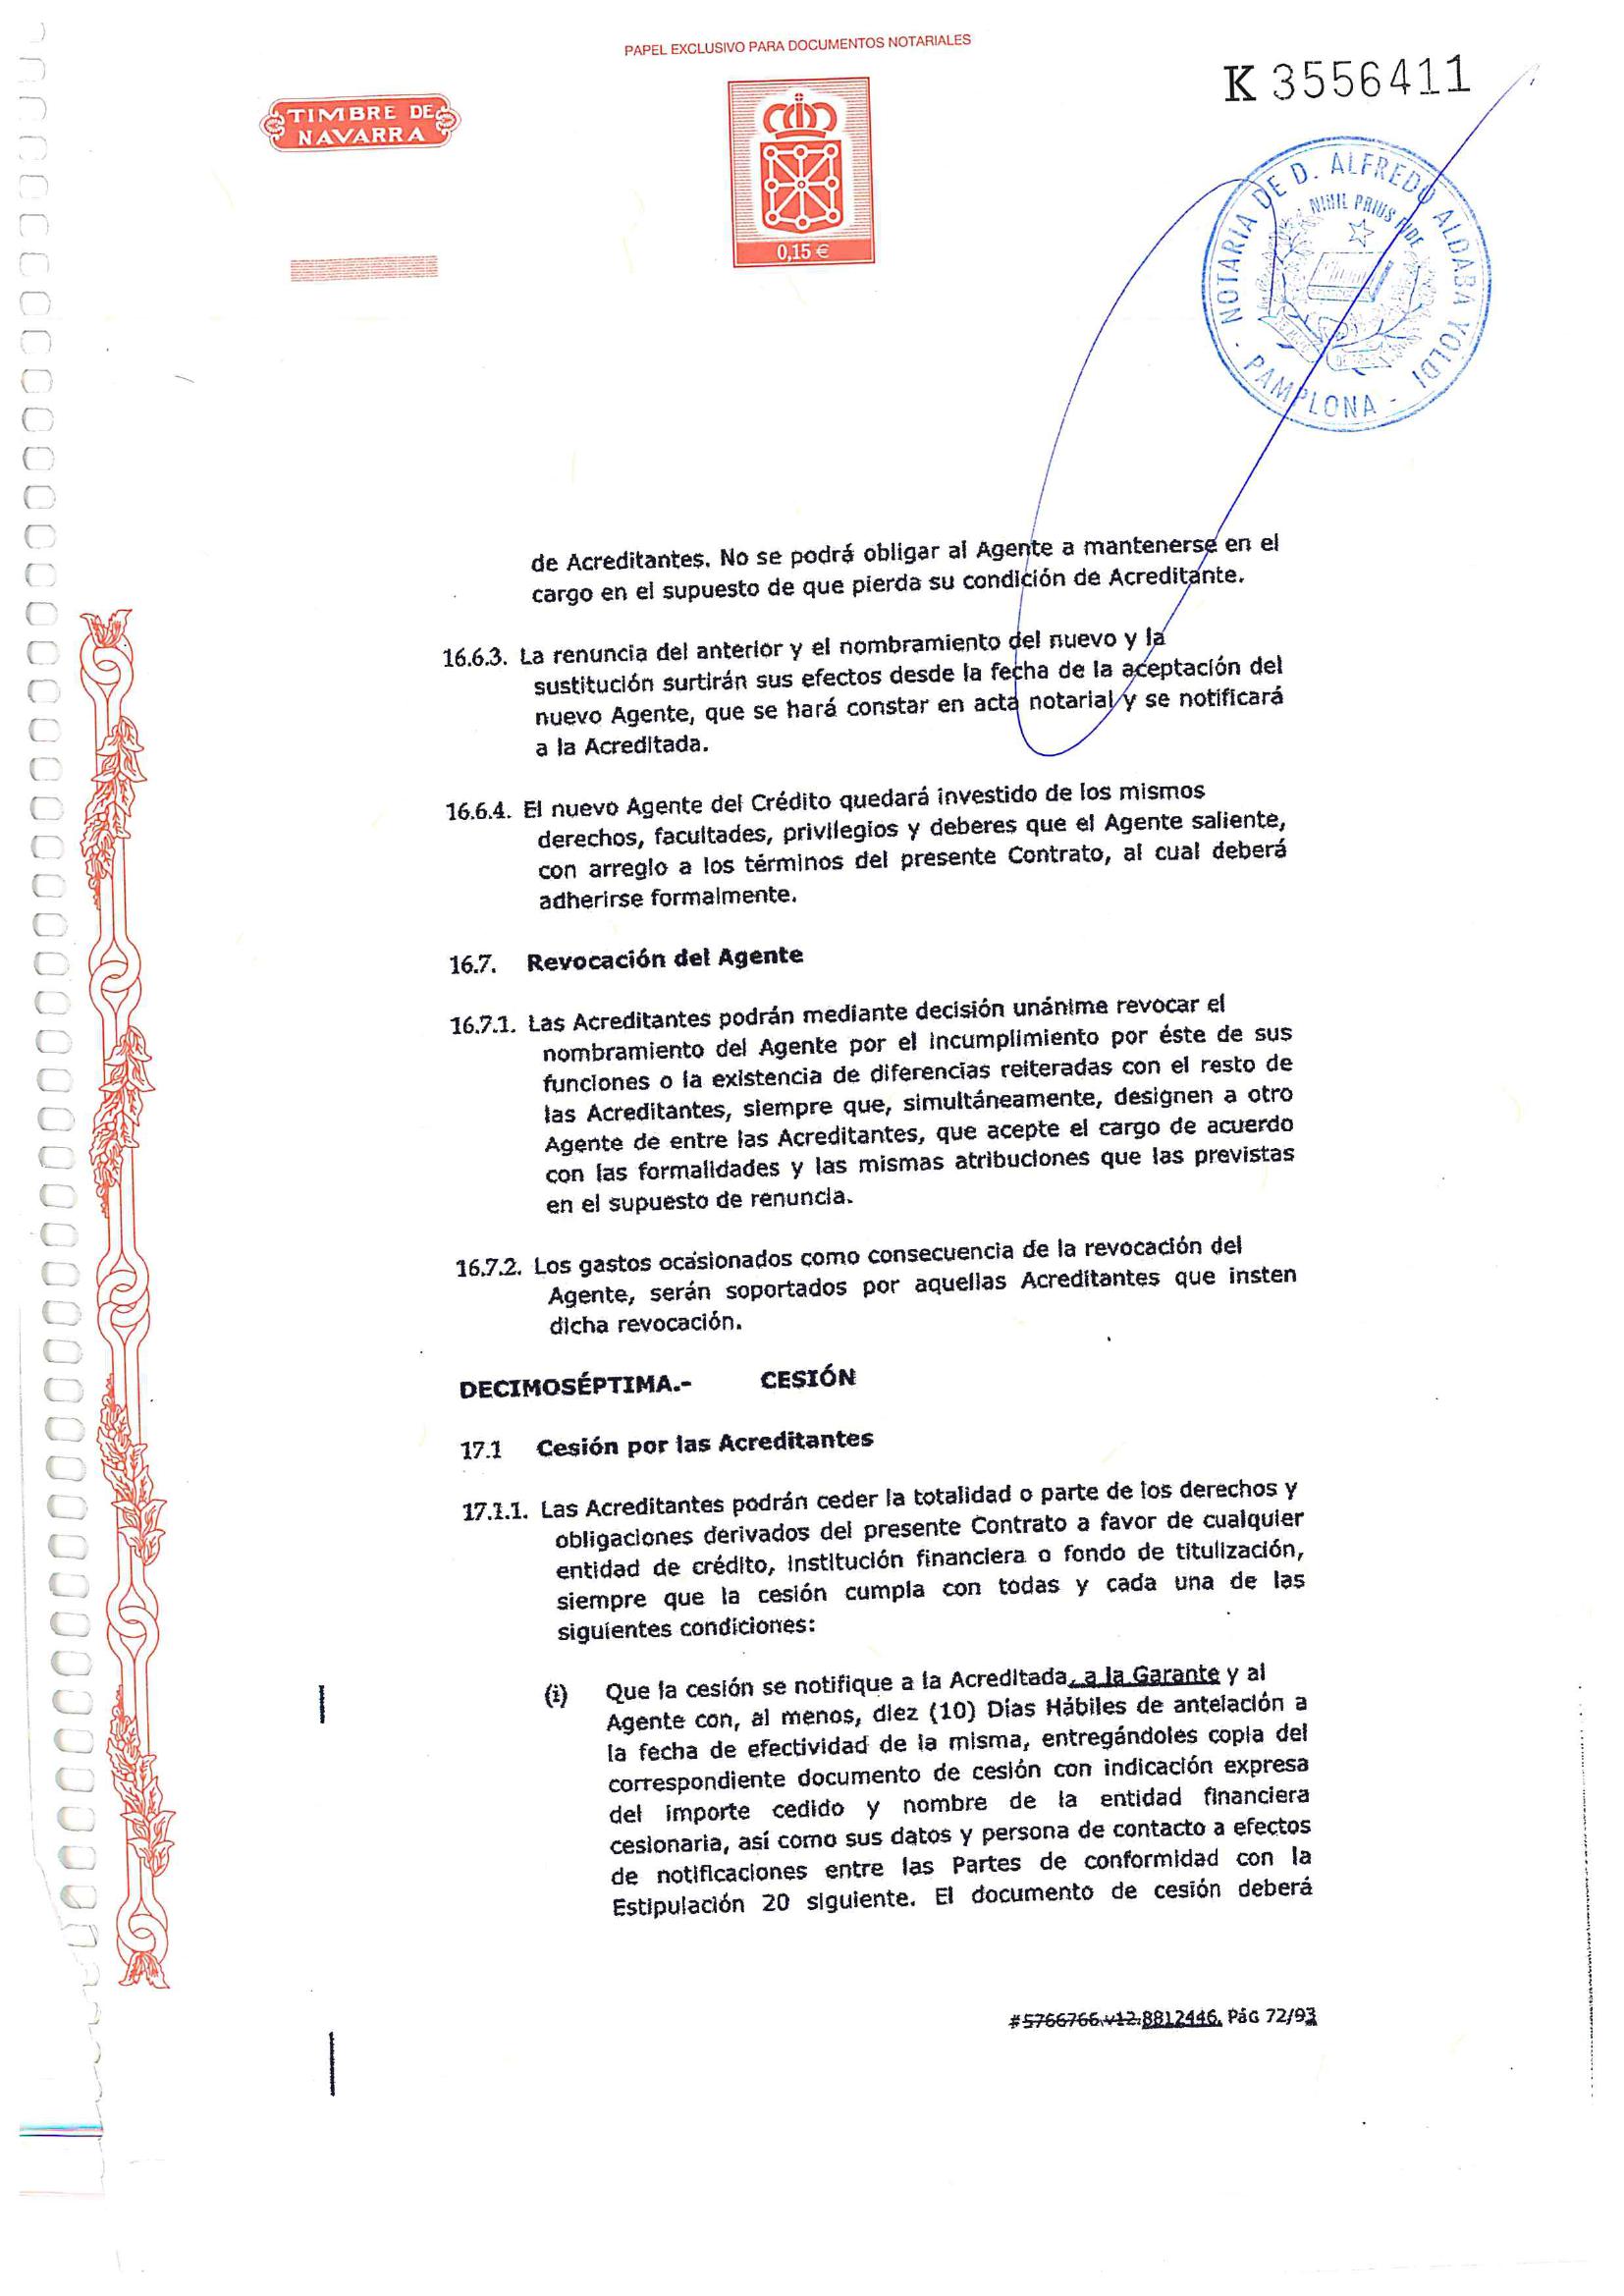 PAPEL EXCLUSIVO PARA DOCUMENTOS NOTARIALES
K 3556411
TIMBRE DE
NAVARRA
0,15 €
NOTARIA DE D. ALFREDO ALDABA YOLDI
- PAMPLONA -
NIHIL PRIUS FIDE
de Acreditantes. No se podrá obligar al Agente a mantenerse en el
cargo en el supuesto de que pierda su condición de Acreditante.
16.6.3. La renuncia del anterior y el nombramiento del nuevo y la
sustitución surtirán sus efectos desde la fecha de la aceptación del
nuevo Agente, que se hará constar en acta notarial y se notificará
a la Acreditada.
16.6.4. El nuevo Agente del Crédito quedará investido de los mismos
derechos, facultades, privilegios y deberes que el Agente saliente,
con arreglo a los términos del presente Contrato, al cual deberá
adherirse formalmente.
16.7. Revocación del Agente
16.7.1. Las Acreditantes podrán mediante decisión unánime revocar el
nombramiento del Agente por el incumplimiento por éste de sus
funciones o la existencia de diferencias reiteradas con el resto de
las Acreditantes, siempre que, simultáneamente, designen a otro
Agente de entre las Acreditantes, que acepte el cargo de acuerdo
con las formalidades y las mismas atribuciones que las previstas
en el supuesto de renuncia.
16.7.2. Los gastos ocasionados como consecuencia de la revocación del
Agente, serán soportados por aquellas Acreditantes que insten
dicha revocación.
DECIMOSÉPTIMA.- CESIÓN
17.1 Cesión por las Acreditantes
17.1.1. Las Acreditantes podrán ceder la totalidad o parte de los derechos y
obligaciones derivados del presente Contrato a favor de cualquier
entidad de crédito, institución financiera o fondo de titulización,
siempre que la cesión cumpla con todas y cada una de las
siguientes condiciones:
(i) Que la cesión se notifique a la Acreditada, a la Garante y al
Agente con, al menos, diez (10) Días Hábiles de antelación a
la fecha de efectividad de la misma, entregándoles copia del
correspondiente documento de cesión con indicación expresa
del importe cedido y nombre de la entidad financiera
cesionaria, así como sus datos y persona de contacto a efectos
de notificaciones entre las Partes de conformidad con la
Estipulación 20 siguiente. El documento de cesión deberá
#5766766.v12.8812446. PáG 72/93